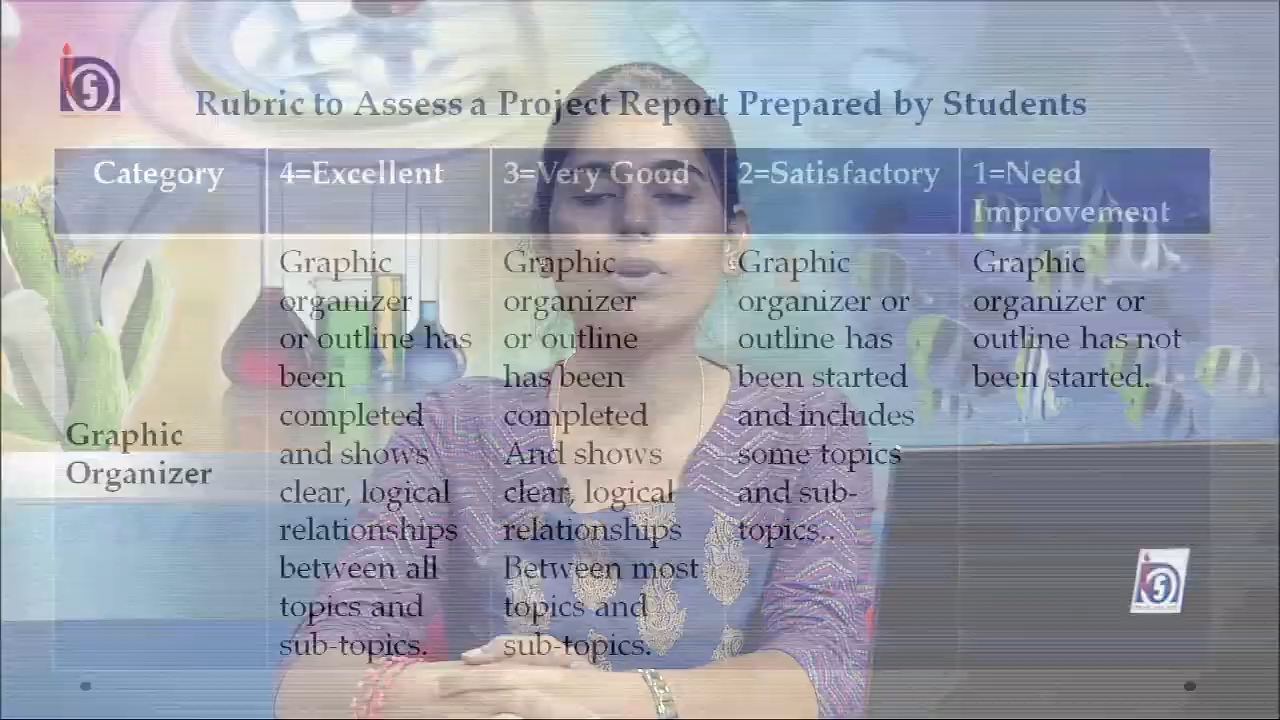 Rubric to Assess a Project Report Prepared by Students
Category
4=Excellent
3=Very Good
2=Satisfactory
1=Need
Improvement
Graphic
Organizer
Graphic
organizer
or outline has
been
completed
and shows
clear, logical
relationships
between all
topics and
sub-topics.
Graphic
organizer
or outline
has been
completed
And shows
clear, logical
relationships
Between most
topics and
sub-topics.
Graphic
organizer or
outline has
been started
and includes
some topics
and sub-
topics..
Graphic
organizer or
outline has not
been started.